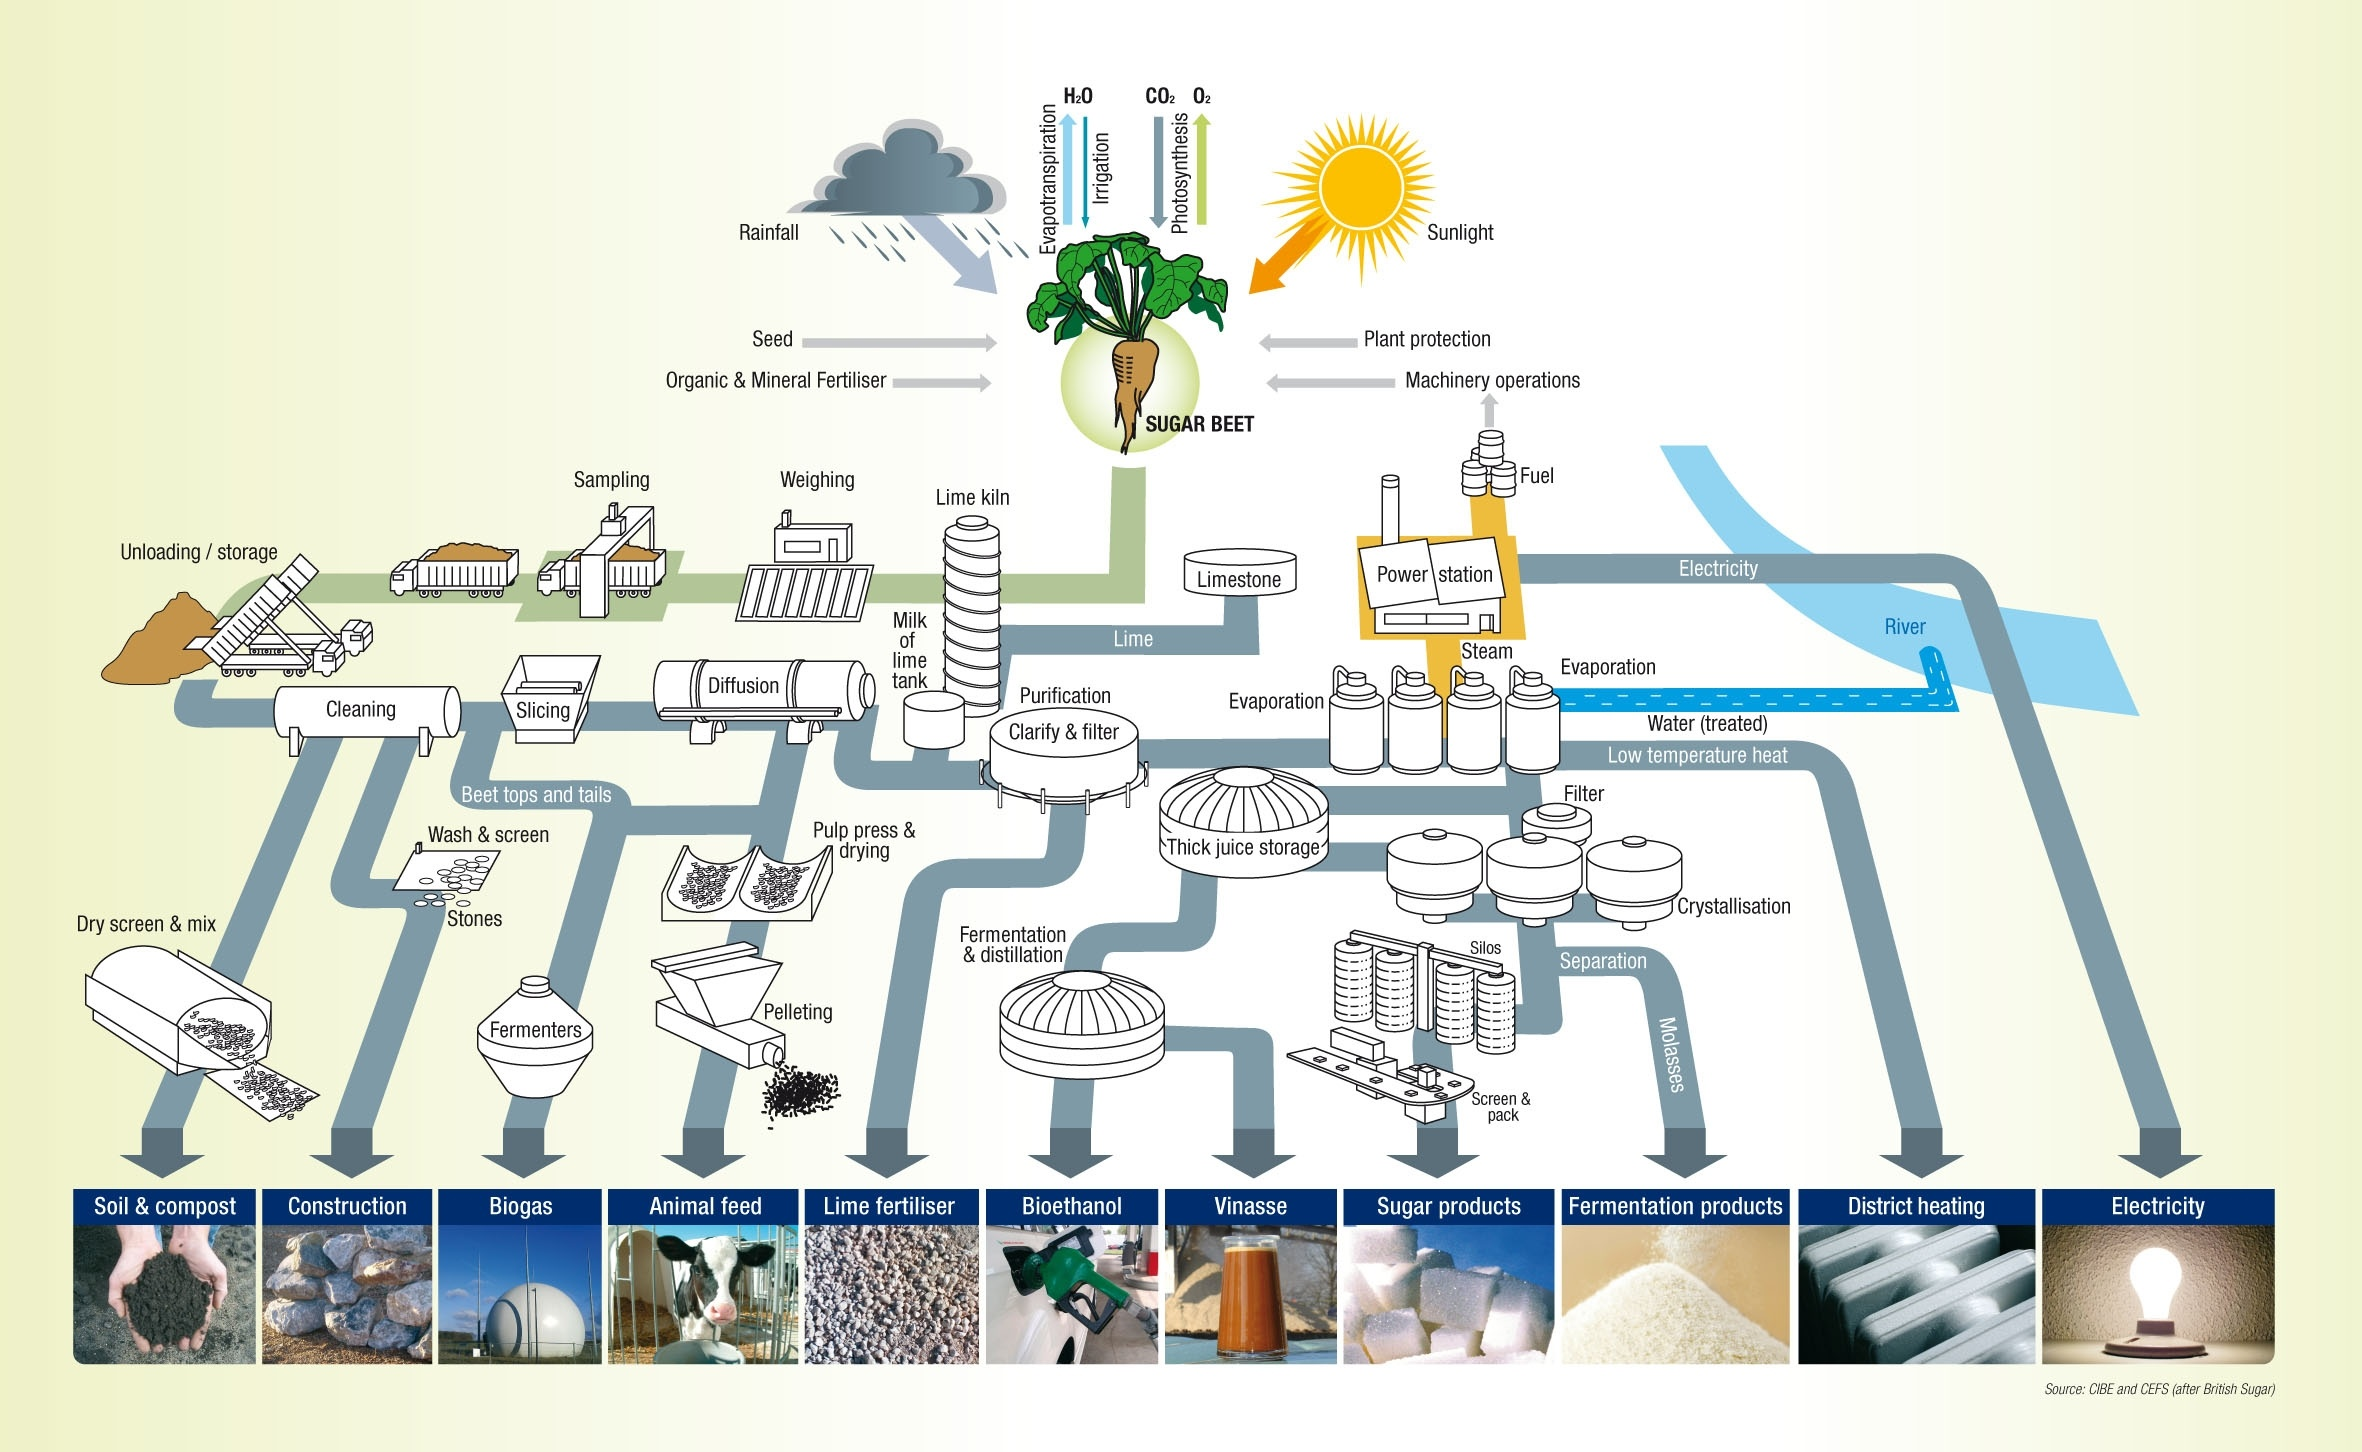 H₂O
CO₂
O₂
Evapotranspiration
Irrigation
Photosynthesis
Rainfall
Sunlight
Seed
Plant protection
Organic & Mineral Fertiliser
Machinery operations
SUGAR BEET
Fuel
Sampling
Weighing
Lime kiln
Unloading / storage
Limestone
Power station
Electricity
Milk
of
lime
tank
Lime
River
Steam
Evaporation
Evaporation
Cleaning
Slicing
Diffusion
Purification
Clarify & filter
Water (treated)
Low temperature heat
Beet tops and tails
Filter
Wash & screen
Pulp press &
drying
Thick juice storage
Stones
Crystallisation
Dry screen & mix
Fermentation
& distillation
Silos
Separation
Fermenters
Pelleting
Molasses
Screen &
pack
Soil & compost
Construction
Biogas
Animal feed
Lime fertiliser
Bioethanol
Vinasse
Sugar products
Fermentation products
District heating
Electricity
Source: CIBE and CEFS (after British Sugar)